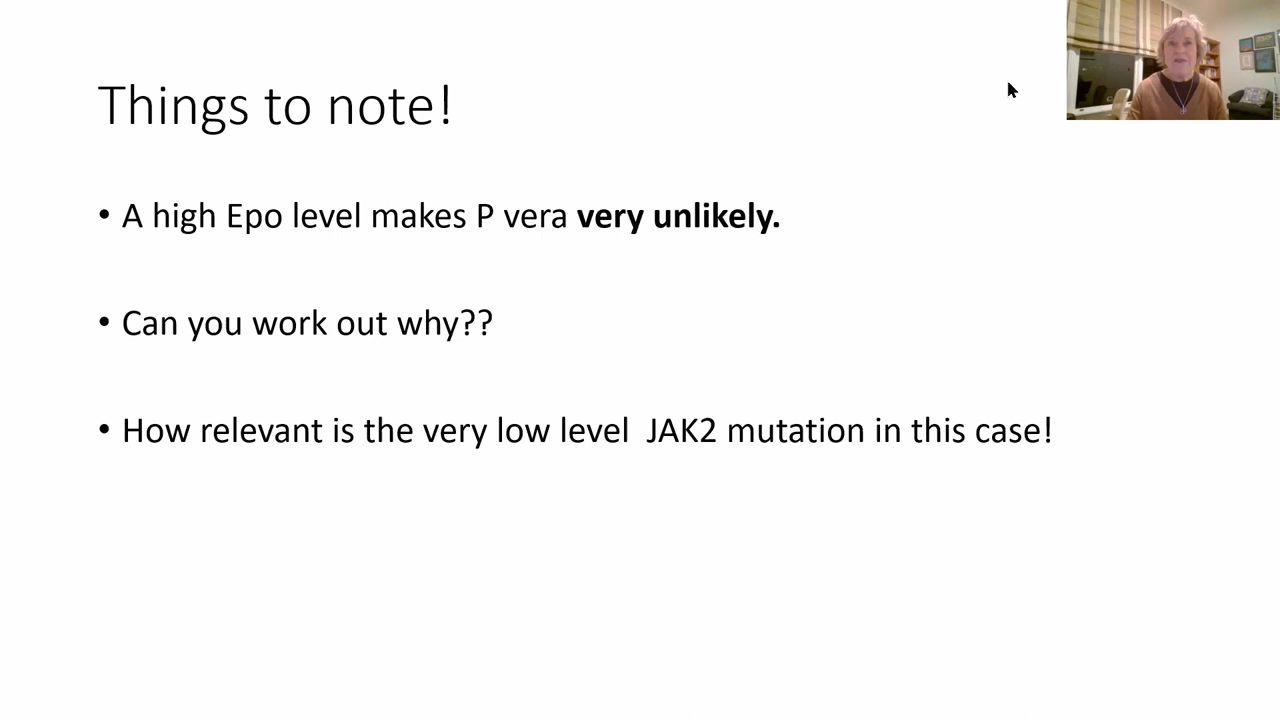 Things to note!
• A high Epo level makes P vera very unlikely.
• Can you work out why??
• How relevant is the very low level  JAK2 mutation in this case!